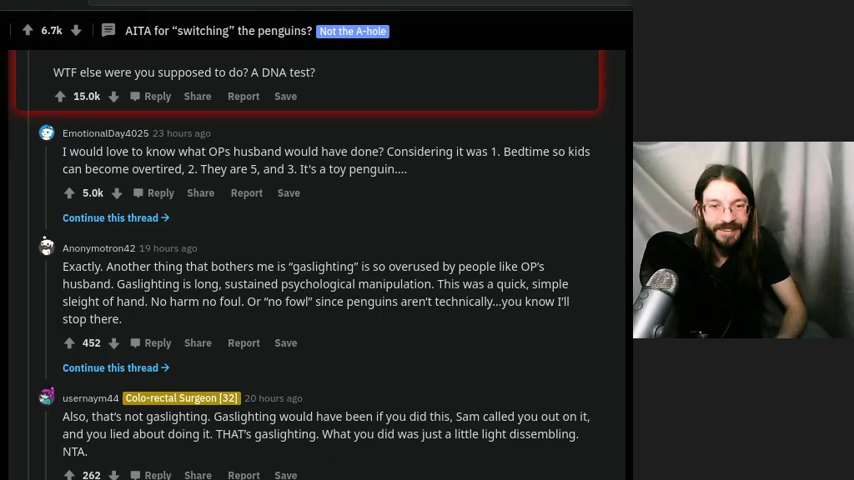 6.7k AITA for “switching” the penguins? Not the A-hole
WTF else were you supposed to do? A DNA test?
15.0k Reply Share Report Save
EmotionalDay4025 23 hours ago
I would love to know what OPs husband would have done? Considering it was 1. Bedtime so kids
can become overtired, 2. They are 5, and 3. It's a toy penguin....
5.0k Reply Share Report Save
Continue this thread →
Anonymotron42 19 hours ago
Exactly. Another thing that bothers me is “gaslighting” is so overused by people like OP’s
husband. Gaslighting is long, sustained psychological manipulation. This was a quick, simple
sleight of hand. No harm no foul. Or “no fowl” since penguins aren’t technically...you know I’ll
stop there.
452 Reply Share Report Save
Continue this thread →
usernaym44 Colo-rectal Surgeon [32] 20 hours ago
Also, that’s not gaslighting. Gaslighting would have been if you did this, Sam called you out on it,
and you lied about doing it. THAT’s gaslighting. What you did was just a little light dissembling.
NTA.
262 Reply Share Report Save